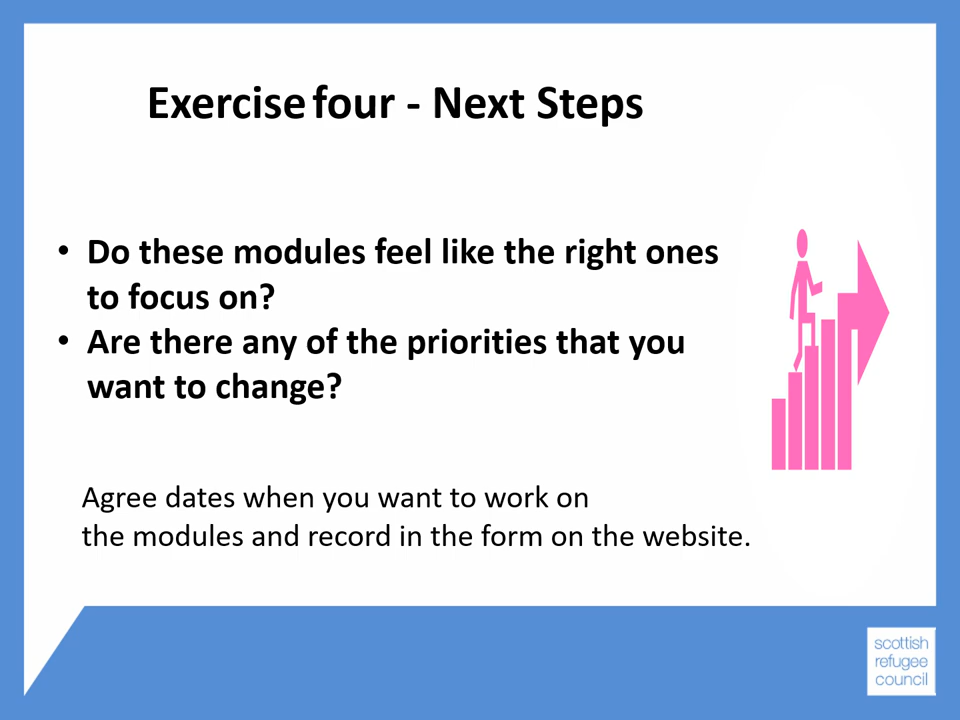 Exercise four - Next Steps
• Do these modules feel like the right ones
to focus on?
• Are there any of the priorities that you
want to change?
Agree dates when you want to work on
the modules and record in the form on the website.
scottish
refugee
council